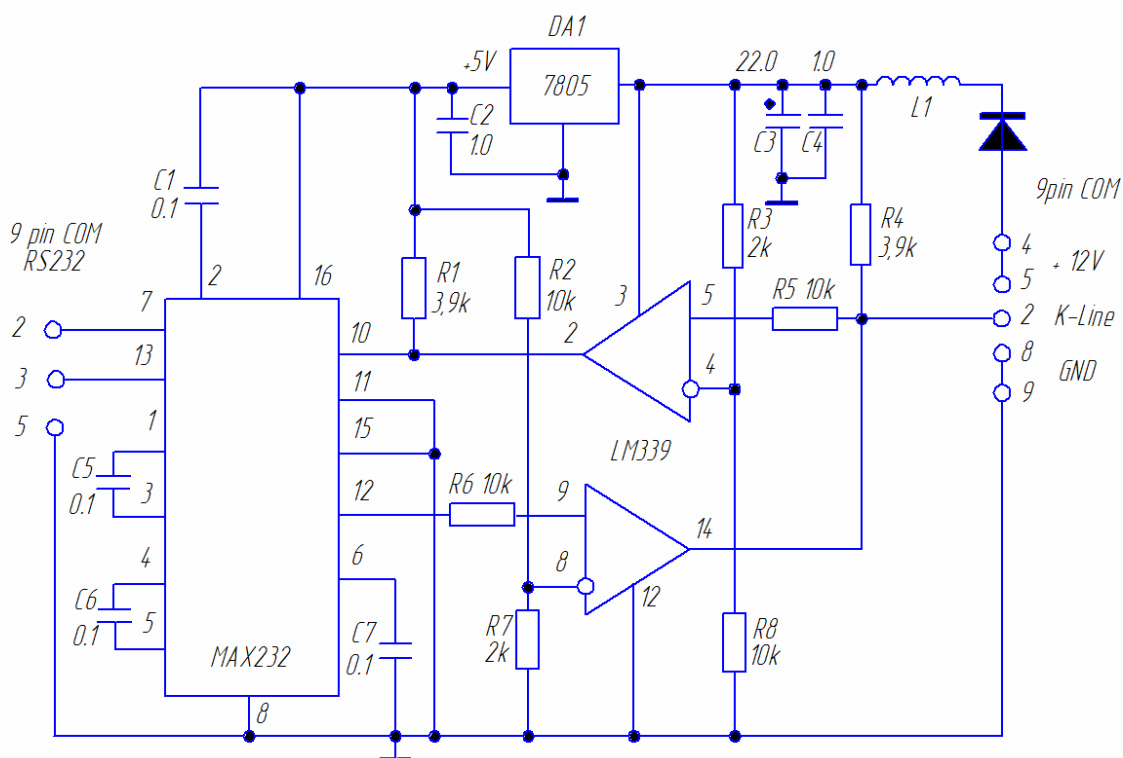 DA1
+5V
7805
22.0
1.0
L1
C2
1.0
C3
C4
C1
0.1
9pin COM
9 pin COM
RS232
2
16
R1
3,9k
R2
10k
R3
2k
R4
3,9k
4
+ 12V
5
7
2
10
2
3
5
R5 10k
2
K-Line
13
3
11
4
8
GND
9
1
5
15
LM339
C5
0.1
3
12
R6 10k
9
14
4
6
8
12
C6
0.1
5
C7
0.1
R7
2k
R8
10k
MAX232
8